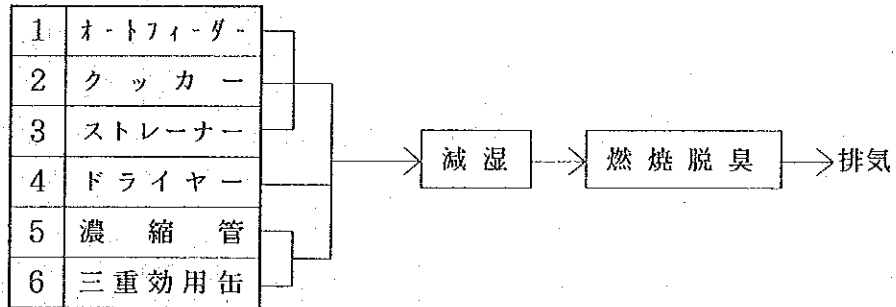 1 オートフィーダー
2 クッカー
3 ストレーナー
4 ドライヤー
5 濃縮管
6 三重効用缶
減湿
燃焼脱臭
排気